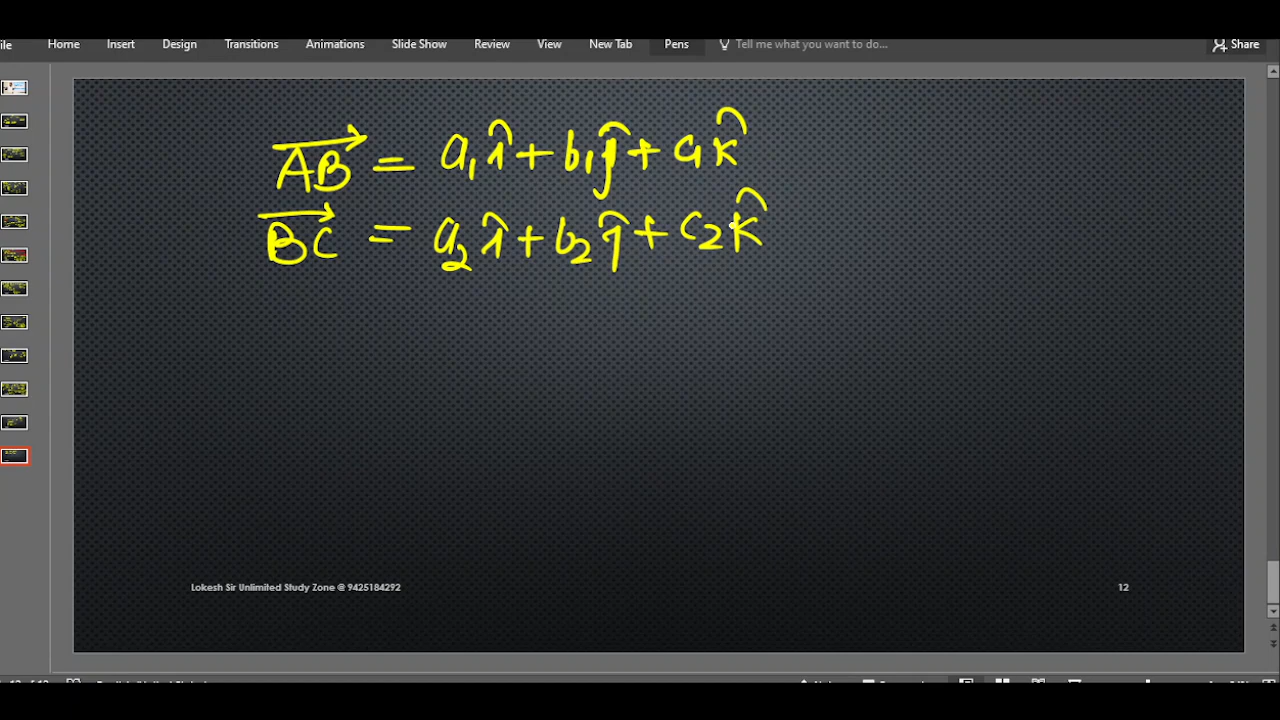 File Home Insert Design Transitions Animations Slide Show Review View New Tab Pens Tell me what you want to do... Share
AB⃗ = a₁î + b₁ĵ + c₁k̂
BC⃗ = a₂î + b₂ĵ + c₂k̂
Lokesh Sir Unlimited Study Zone @ 9425184292 12